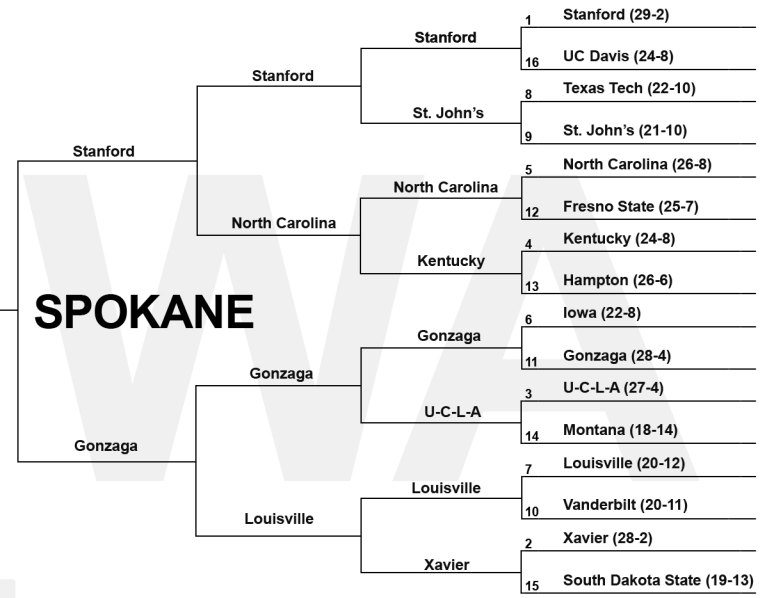 Stanford
Gonzaga
SPOKANE
Stanford
North Carolina
Gonzaga
Louisville
Stanford
St. John's
North Carolina
Kentucky
Gonzaga
U-C-L-A
Louisville
Xavier
1 Stanford (29-2)
16 UC Davis (24-8)
8 Texas Tech (22-10)
9 St. John's (21-10)
5 North Carolina (26-8)
12 Fresno State (25-7)
4 Kentucky (24-8)
13 Hampton (26-6)
6 Iowa (22-8)
11 Gonzaga (28-4)
3 U-C-L-A (27-4)
14 Montana (18-14)
7 Louisville (20-12)
10 Vanderbilt (20-11)
2 Xavier (28-2)
15 South Dakota State (19-13)
WA